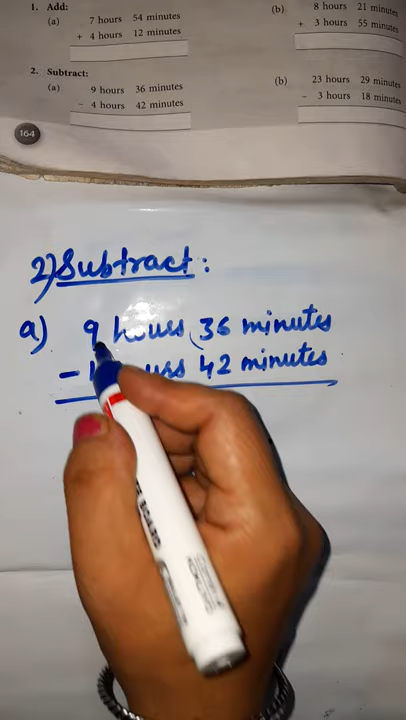 1. Add:
(a) 7 hours 54 minutes
+ 4 hours 12 minutes
(b) 8 hours 21 minutes
+ 3 hours 55 minutes
2. Subtract:
(a) 9 hours 36 minutes
− 4 hours 42 minutes
(b) 23 hours 29 minutes
− 3 hours 18 minutes
164
2) Subtract:
a) 9 hours 36 minutes
− 42 minutes